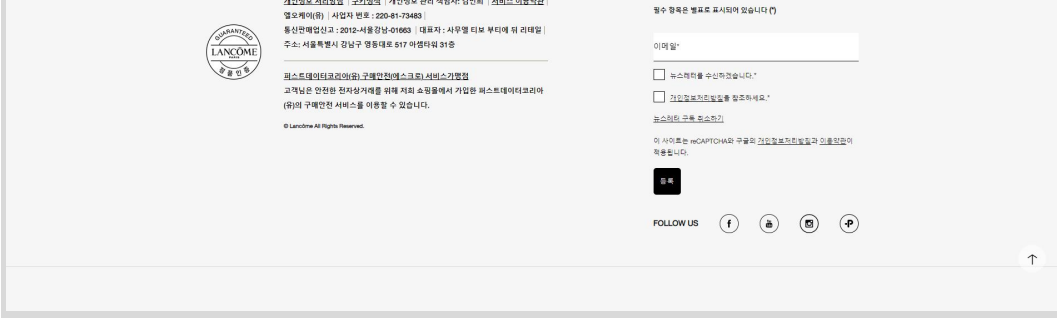 개인정보 처리방침 | 쿠키정책 | 개인정보 관리 책임자: 김민희 | 서비스 이용약관 |
엘오케이(유) | 사업자 번호 : 220-81-73483 |
통신판매업신고 : 2012-서울강남-01663 | 대표자 : 사무엘 티보 부티에 뒤 리테일 |
주소: 서울특별시 강남구 영동대로 517 아셈타워 31층
GUARANTEED
LANCÔME
PARIS
정품인증
퍼스트데이터코리아(유) 구매안전(에스크로) 서비스가맹점
고객님은 안전한 전자상거래를 위해 저희 쇼핑몰에서 가입한 퍼스트데이터코리아
(유)의 구매안전 서비스를 이용할 수 있습니다.
© Lancôme All Rights Reserved.
필수 항목은 별표로 표시되어 있습니다 (*)
이메일*
뉴스레터를 수신하겠습니다.*
개인정보처리방침을 참조하세요.*
뉴스레터 구독 취소하기
이 사이트는 reCAPTCHA와 구글의 개인정보처리방침과 이용약관이
적용됩니다.
등록
FOLLOW US